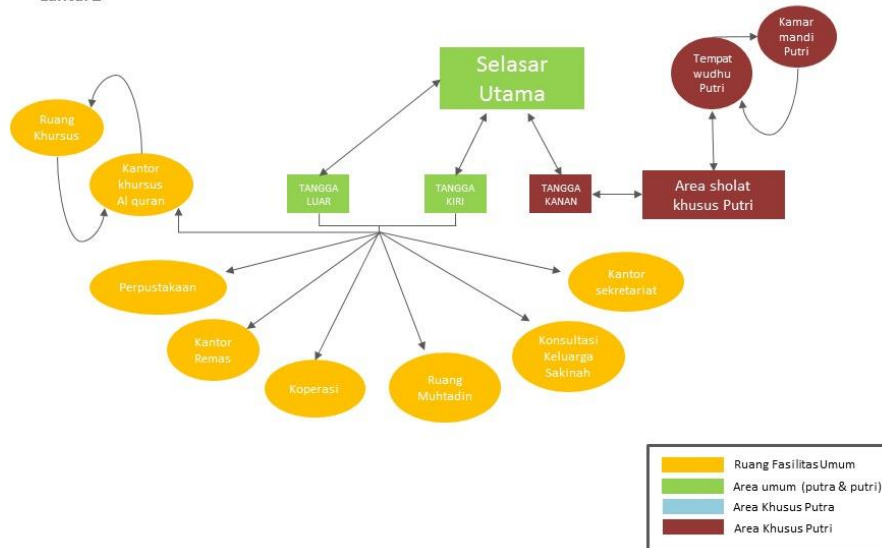 Selasar
Utama
Kamar
mandi
Putri
Tempat
wudhu
Putri
Ruang
Khursus
Kantor
khursus
Al quran
TANGGA
LUAR
TANGGA
KIRI
TANGGA
KANAN
Area sholat
khusus Putri
Perpustakaan
Kantor
sekretariat
Kantor
Remas
Konsultasi
Keluarga
Sakinah
Koperasi
Ruang
Muhtadin
Ruang Fasilitas Umum
Area umum (putra & putri)
Area Khusus Putra
Area Khusus Putri